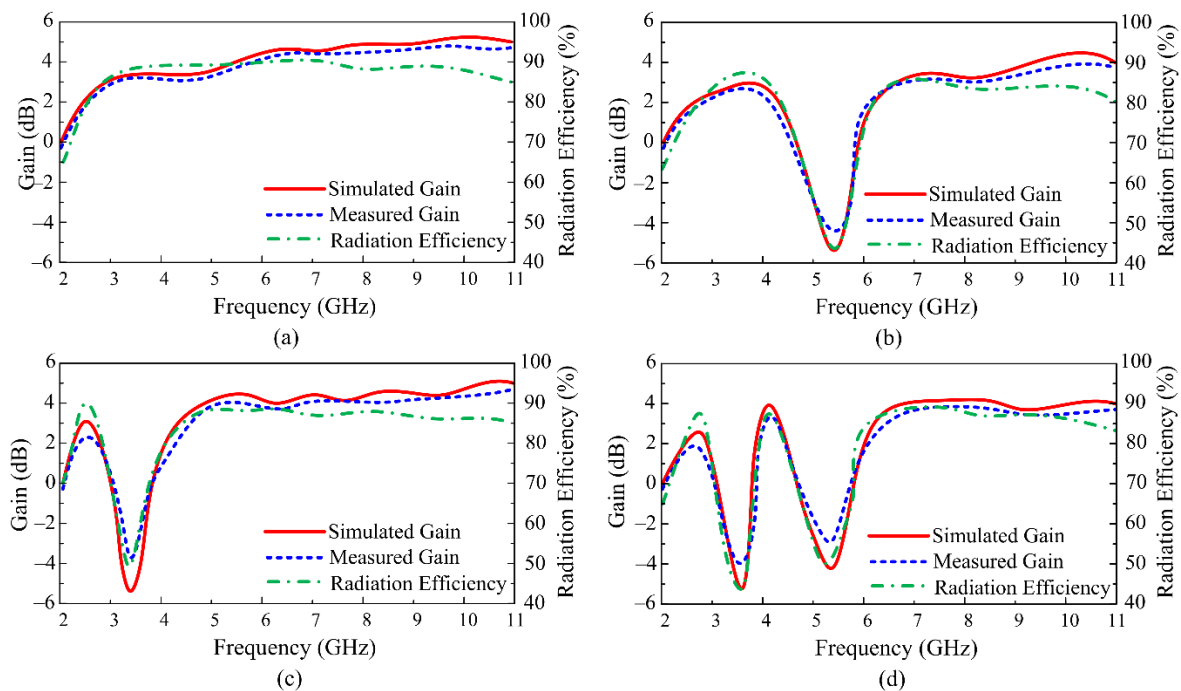 6
4
2
0
–2
–4
–6
Gain (dB)
100
90
80
70
60
50
40
Radiation Efficiency (%)
Simulated Gain
Measured Gain
Radiation Efficiency
2 3 4 5 6 7 8 9 10 11
Frequency (GHz)
(a)
6
4
2
0
–2
–4
–6
Gain (dB)
100
90
80
70
60
50
40
Radiation Efficiency (%)
Simulated Gain
Measured Gain
Radiation Efficiency
2 3 4 5 6 7 8 9 10 11
Frequency (GHz)
(b)
6
4
2
0
–2
–4
–6
Gain (dB)
100
90
80
70
60
50
40
Radiation Efficiency (%)
Simulated Gain
Measured Gain
Radiation Efficiency
2 3 4 5 6 7 8 9 10 11
Frequency (GHz)
(c)
6
4
2
0
–2
–4
–6
Gain (dB)
100
90
80
70
60
50
40
Radiation Efficiency (%)
Simulated Gain
Measured Gain
Radiation Efficiency
2 3 4 5 6 7 8 9 10 11
Frequency (GHz)
(d)